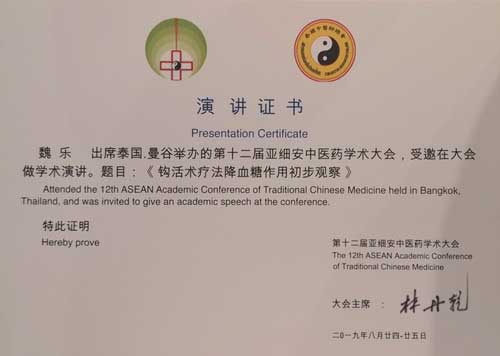 演讲证书
Presentation Certificate
魏 乐 出席泰国.曼谷举办的第十二届亚细安中医药学术大会，受邀在大会
做学术演讲。题目：《 钩活术疗法降血糖作用初步观察 》
Attended the 12th ASEAN Academic Conference of Traditional Chinese Medicine held in Bangkok,
Thailand, and was invited to give an academic speech at the conference.
特此证明
Hereby prove
第十二届亚细安中医药学术大会
The 12th ASEAN Academic Conference
of Traditional Chinese Medicine
大会主席： 林丹乾
二0一九年八月廿四-廿五日